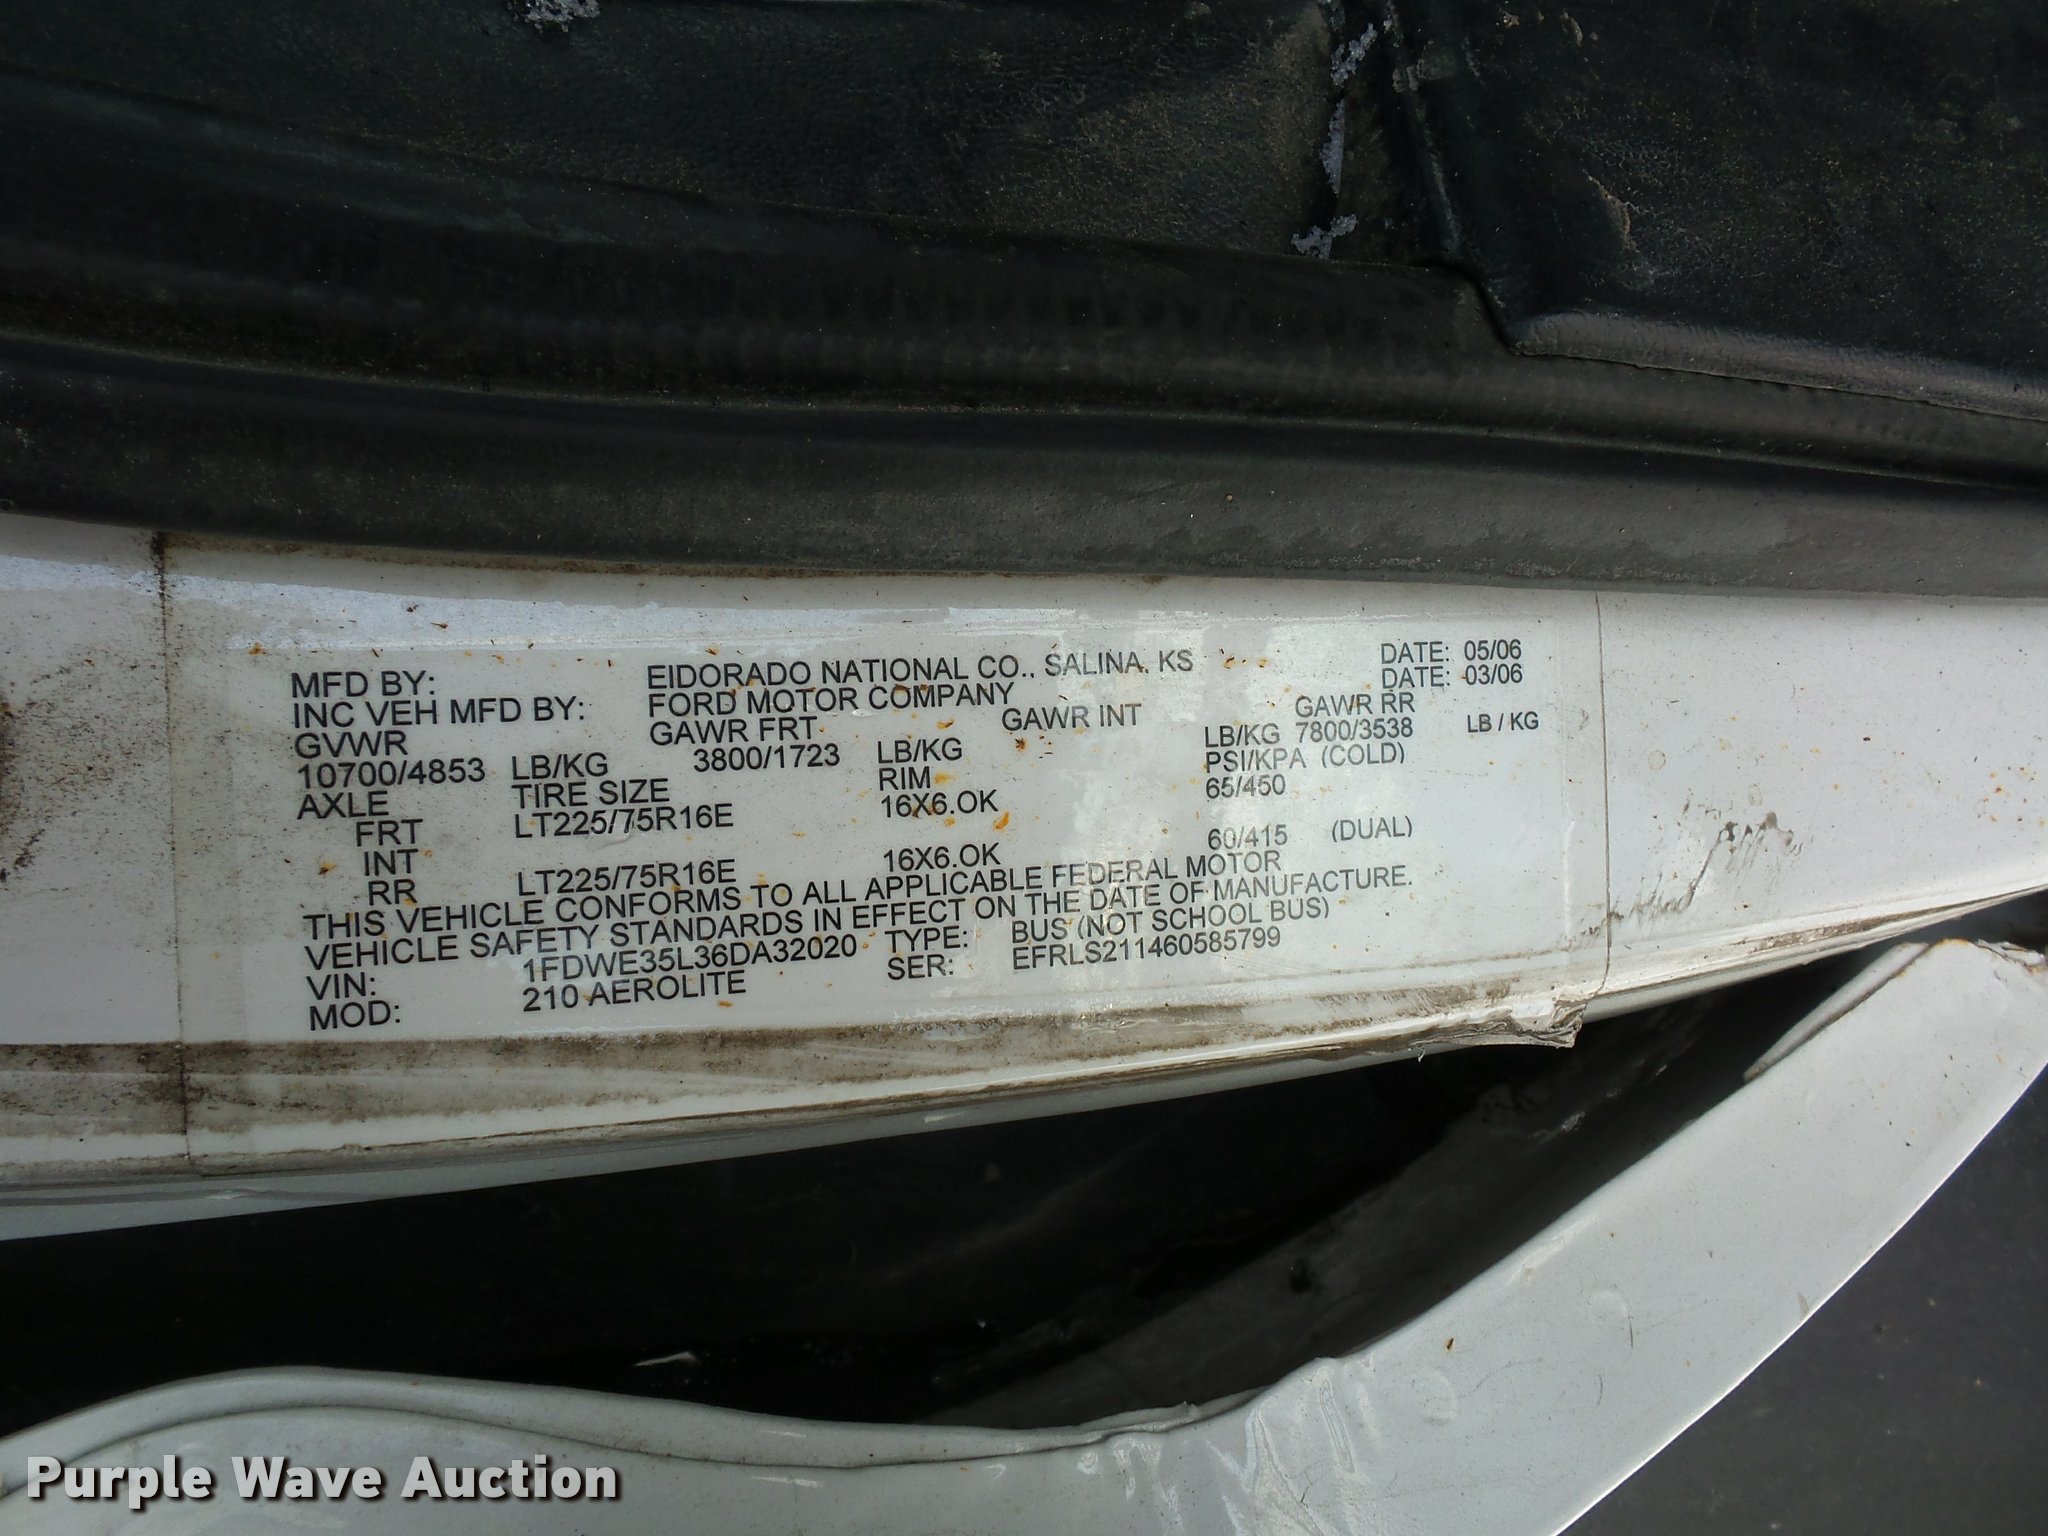 MFD BY: EIDORADO NATIONAL CO., SALINA. KS DATE: 05/06
INC VEH MFD BY: FORD MOTOR COMPANY DATE: 03/06
GVWR GAWR FRT GAWR INT GAWR RR
10700/4853 LB/KG 3800/1723 LB/KG LB/KG 7800/3538 LB / KG
AXLE TIRE SIZE RIM PSI/KPA (COLD)
FRT LT225/75R16E 16X6.OK 65/450
INT
RR LT225/75R16E 16X6.OK 60/415 (DUAL)
THIS VEHICLE CONFORMS TO ALL APPLICABLE FEDERAL MOTOR
VEHICLE SAFETY STANDARDS IN EFFECT ON THE DATE OF MANUFACTURE.
VIN: 1FDWE35L36DA32020 TYPE: BUS (NOT SCHOOL BUS)
MOD: 210 AEROLITE SER: EFRLS211460585799
Purple Wave Auction